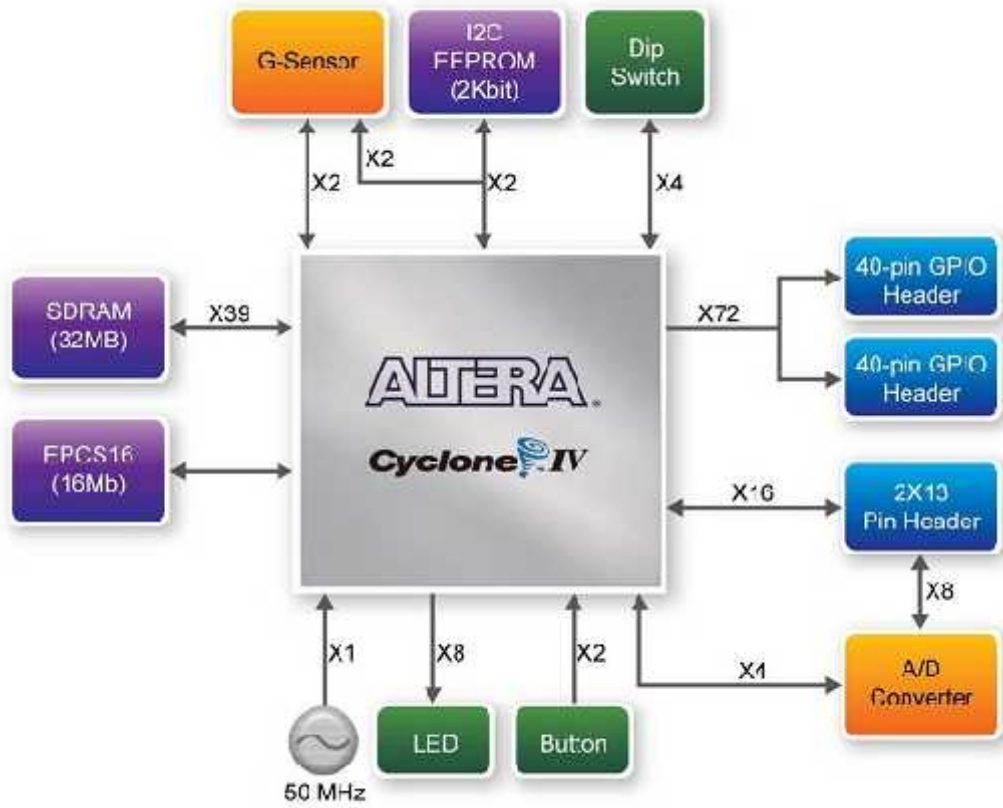 G-Sensor
I2C
EEPROM
(2Kbit)
Dip
Switch
X2
X2
X2
X4
40-pin GPIO
Header
SDRAM
(32MB)
X39
X72
40-pin GPIO
Header
ALTERA
Cyclone IV
EPCS16
(16Mb)
X16
2X13
Pin Header
X8
X1
X8
X2
X4
A/D
Converter
LED
Button
50 MHz